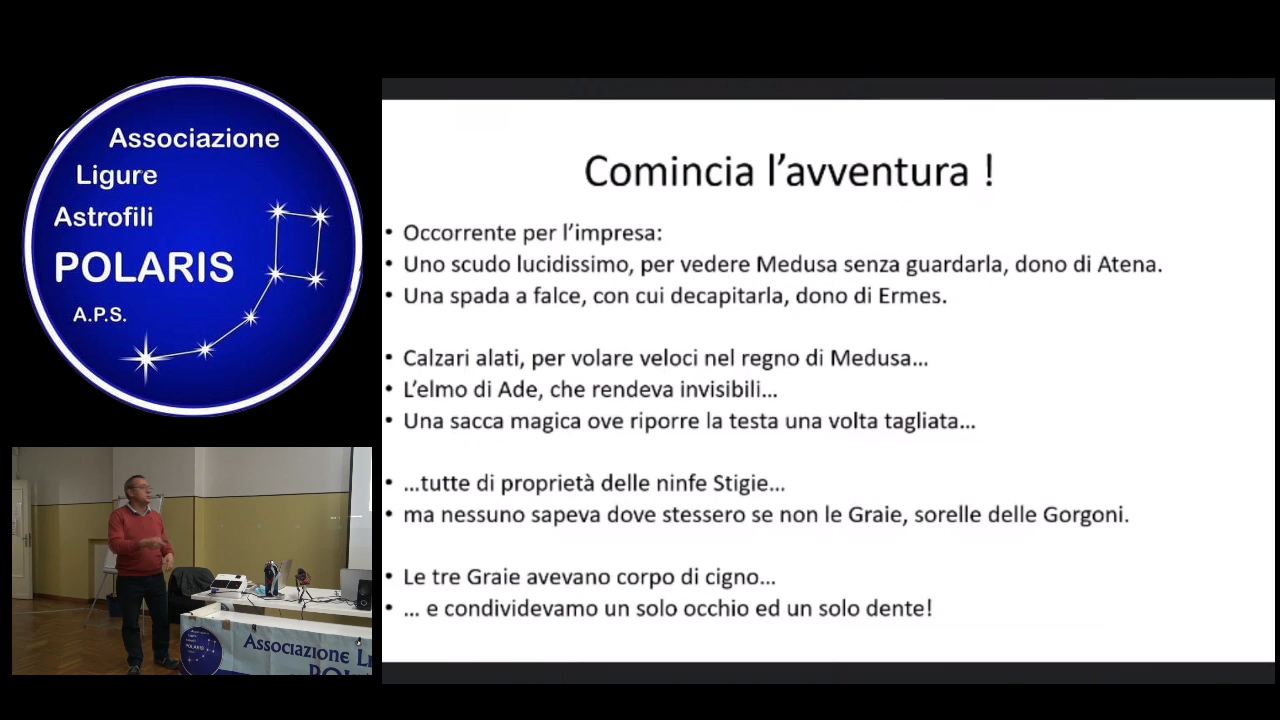 Associazione
Ligure
Astrofili
POLARIS
A.P.S.
Comincia l’avventura !
• Occorrente per l’impresa:
• Uno scudo lucidissimo, per vedere Medusa senza guardarla, dono di Atena.
• Una spada a falce, con cui decapitarla, dono di Ermes.
• Calzari alati, per volare veloci nel regno di Medusa…
• L’elmo di Ade, che rendeva invisibili…
• Una sacca magica ove riporre la testa una volta tagliata…
• …tutte di proprietà delle ninfe Stigie…
• ma nessuno sapeva dove stessero se non le Graie, sorelle delle Gorgoni.
• Le tre Graie avevano corpo di cigno…
• … e condividevamo un solo occhio ed un solo dente!
Associazione